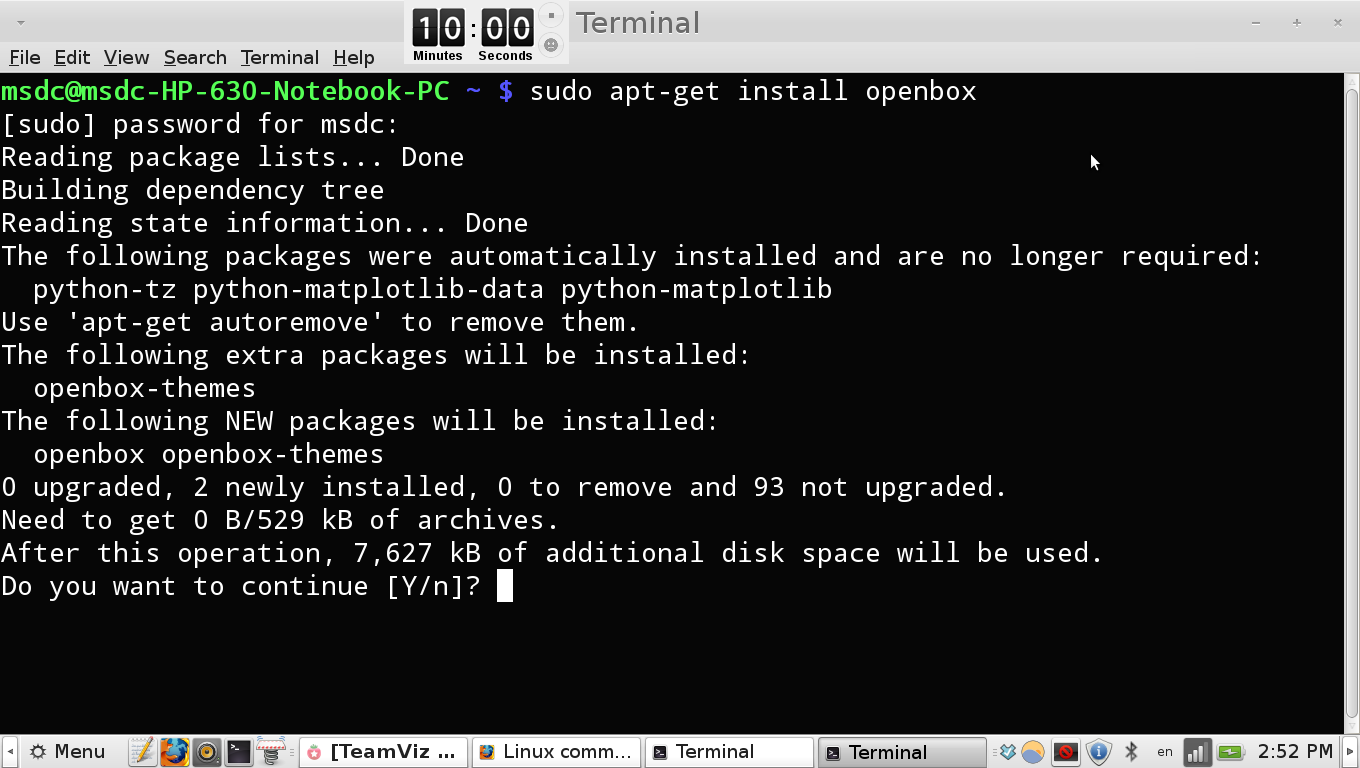 10:00
Minutes Seconds
Terminal
File Edit View Search Terminal Help
msdc@msdc-HP-630-Notebook-PC ~ $ sudo apt-get install openbox
[sudo] password for msdc:
Reading package lists... Done
Building dependency tree
Reading state information... Done
The following packages were automatically installed and are no longer required:
  python-tz python-matplotlib-data python-matplotlib
Use 'apt-get autoremove' to remove them.
The following extra packages will be installed:
  openbox-themes
The following NEW packages will be installed:
  openbox openbox-themes
0 upgraded, 2 newly installed, 0 to remove and 93 not upgraded.
Need to get 0 B/529 kB of archives.
After this operation, 7,627 kB of additional disk space will be used.
Do you want to continue [Y/n]?
Menu [TeamViz ... Linux comm... Terminal Terminal en 2:52 PM